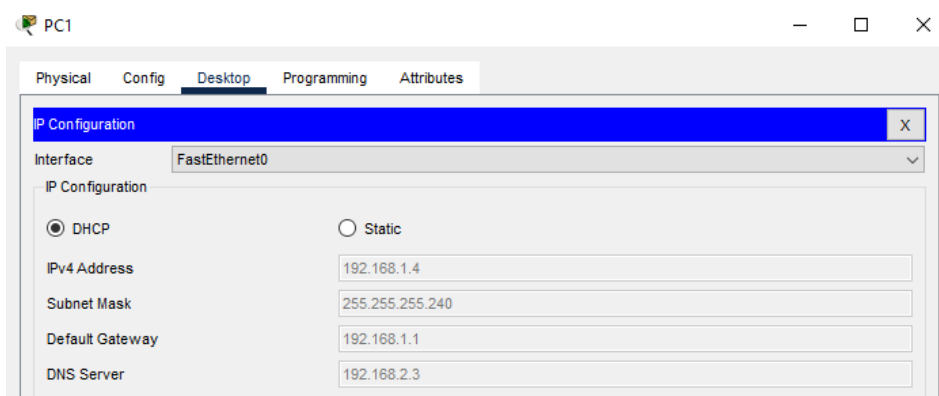 PC1
Physical Config Desktop Programming Attributes
IP Configuration X
Interface FastEthernet0
IP Configuration
DHCP Static
IPv4 Address 192.168.1.4
Subnet Mask 255.255.255.240
Default Gateway 192.168.1.1
DNS Server 192.168.2.3